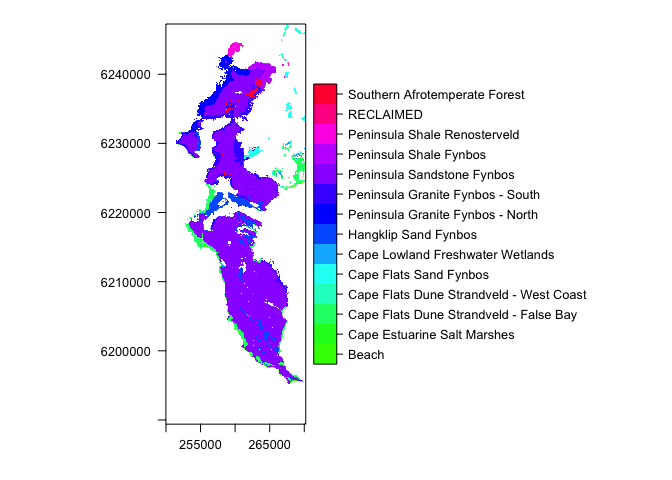 6240000
6230000
6220000
6210000
6200000
255000
265000
Southern Afrotemperate Forest
RECLAIMED
Peninsula Shale Renosterveld
Peninsula Shale Fynbos
Peninsula Sandstone Fynbos
Peninsula Granite Fynbos - South
Peninsula Granite Fynbos - North
Hangklip Sand Fynbos
Cape Lowland Freshwater Wetlands
Cape Flats Sand Fynbos
Cape Flats Dune Strandveld - West Coast
Cape Flats Dune Strandveld - False Bay
Cape Estuarine Salt Marshes
Beach